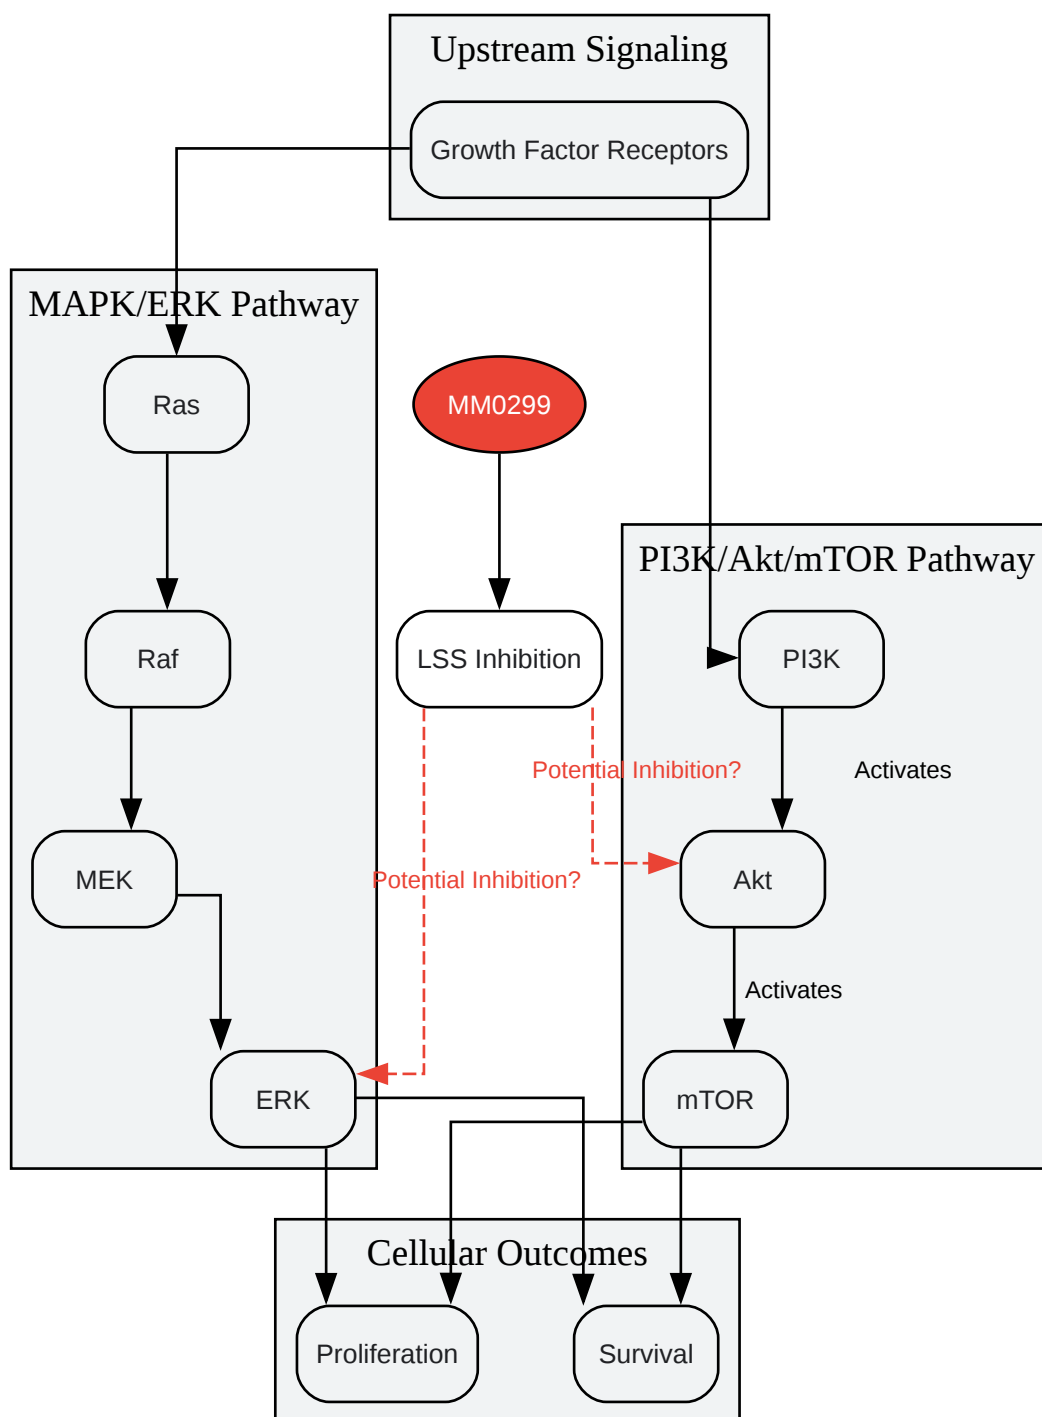 Upstream Signaling
Growth Factor Receptors
MAPK/ERK Pathway
Ras
MM0299
PI3K/Akt/mTOR Pathway
Raf
LSS Inhibition
PI3K
Potential Inhibition?
Activates
MEK
Potential Inhibition?
Akt
Activates
ERK
mTOR
Cellular Outcomes
Proliferation
Survival